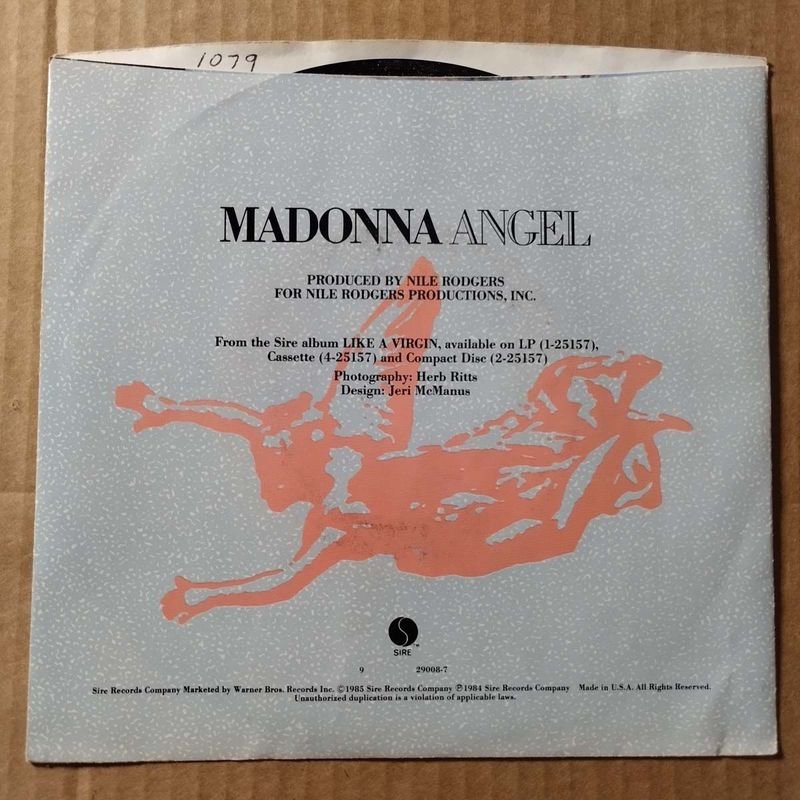 1079
MADONNA ANGEL
PRODUCED BY NILE RODGERS
FOR NILE RODGERS PRODUCTIONS, INC.
From the Sire album LIKE A VIRGIN, available on LP (1-25157),
Cassette (4-25157) and Compact Disc (2-25157)
Photography: Herb Ritts
Design: Jeri McManus
S™
SIRE
9 29008-7
Sire Records Company Marketed by Warner Bros. Records Inc. ©1985 Sire Records Company ℗1984 Sire Records Company Made in U.S.A. All Rights Reserved.
Unauthorized duplication is a violation of applicable laws.